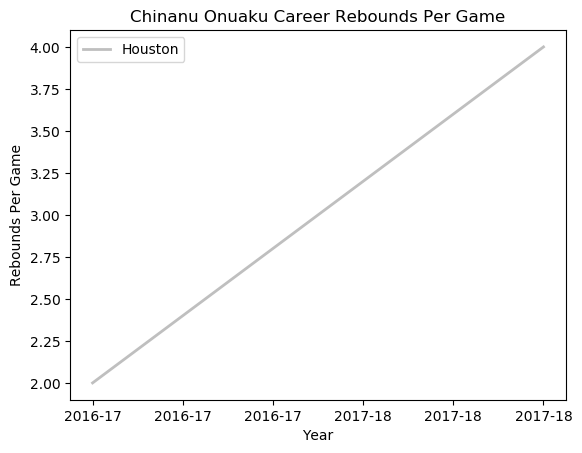 Chinanu Onuaku Career Rebounds Per Game
Houston
4.00
3.75
3.50
3.25
3.00
2.75
2.50
2.25
2.00
Rebounds Per Game
2016-17 2016-17 2016-17 2017-18 2017-18 2017-18
Year